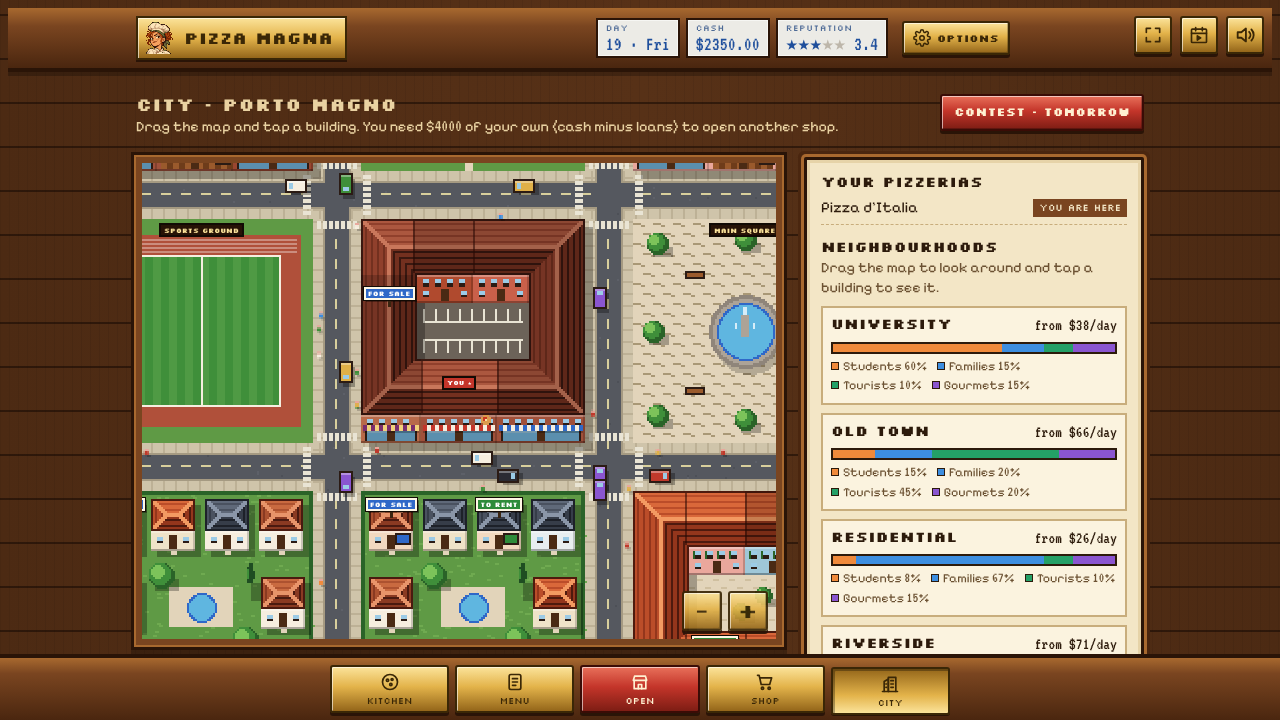 PIZZA MAGNA
DAY
19 · Fri
CASH
$2350.00
REPUTATION
★★★★★ 3.4
OPTIONS
CITY · PORTO MAGNO
Drag the map and tap a building. You need $4000 of your own (cash minus loans) to open another shop.
CONTEST · TOMORROW
SPORTS GROUND
MAIN SQUARE
FOR SALE
YOU
FOR SALE
TO RENT
− +
YOUR PIZZERIAS
Pizza d'Italia
YOU ARE HERE
NEIGHBOURHOODS
Drag the map to look around and tap a
building to see it.
UNIVERSITY from $38/day
Students 60% Families 15%
Tourists 10% Gourmets 15%
OLD TOWN from $66/day
Students 15% Families 20%
Tourists 45% Gourmets 20%
RESIDENTIAL from $26/day
Students 8% Families 67% Tourists 10%
Gourmets 15%
RIVERSIDE from $71/day
KITCHEN
MENU
OPEN
SHOP
CITY